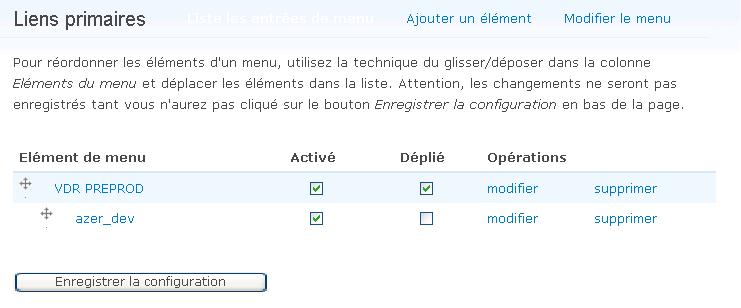 Liens primaires Liste les entrées de menu Ajouter un élément Modifier le menu
Pour réordonner les éléments d'un menu, utilisez la technique du glisser/déposer dans la colonne
Eléments du menu et déplacer les éléments dans la liste. Attention, les changements ne seront pas
enregistrés tant vous n'aurez pas cliqué sur le bouton Enregistrer la configuration en bas de la page.
Elément de menu Activé Déplié Opérations
VDR PREPROD modifier supprimer
azer_dev modifier supprimer
Enregistrer la configuration